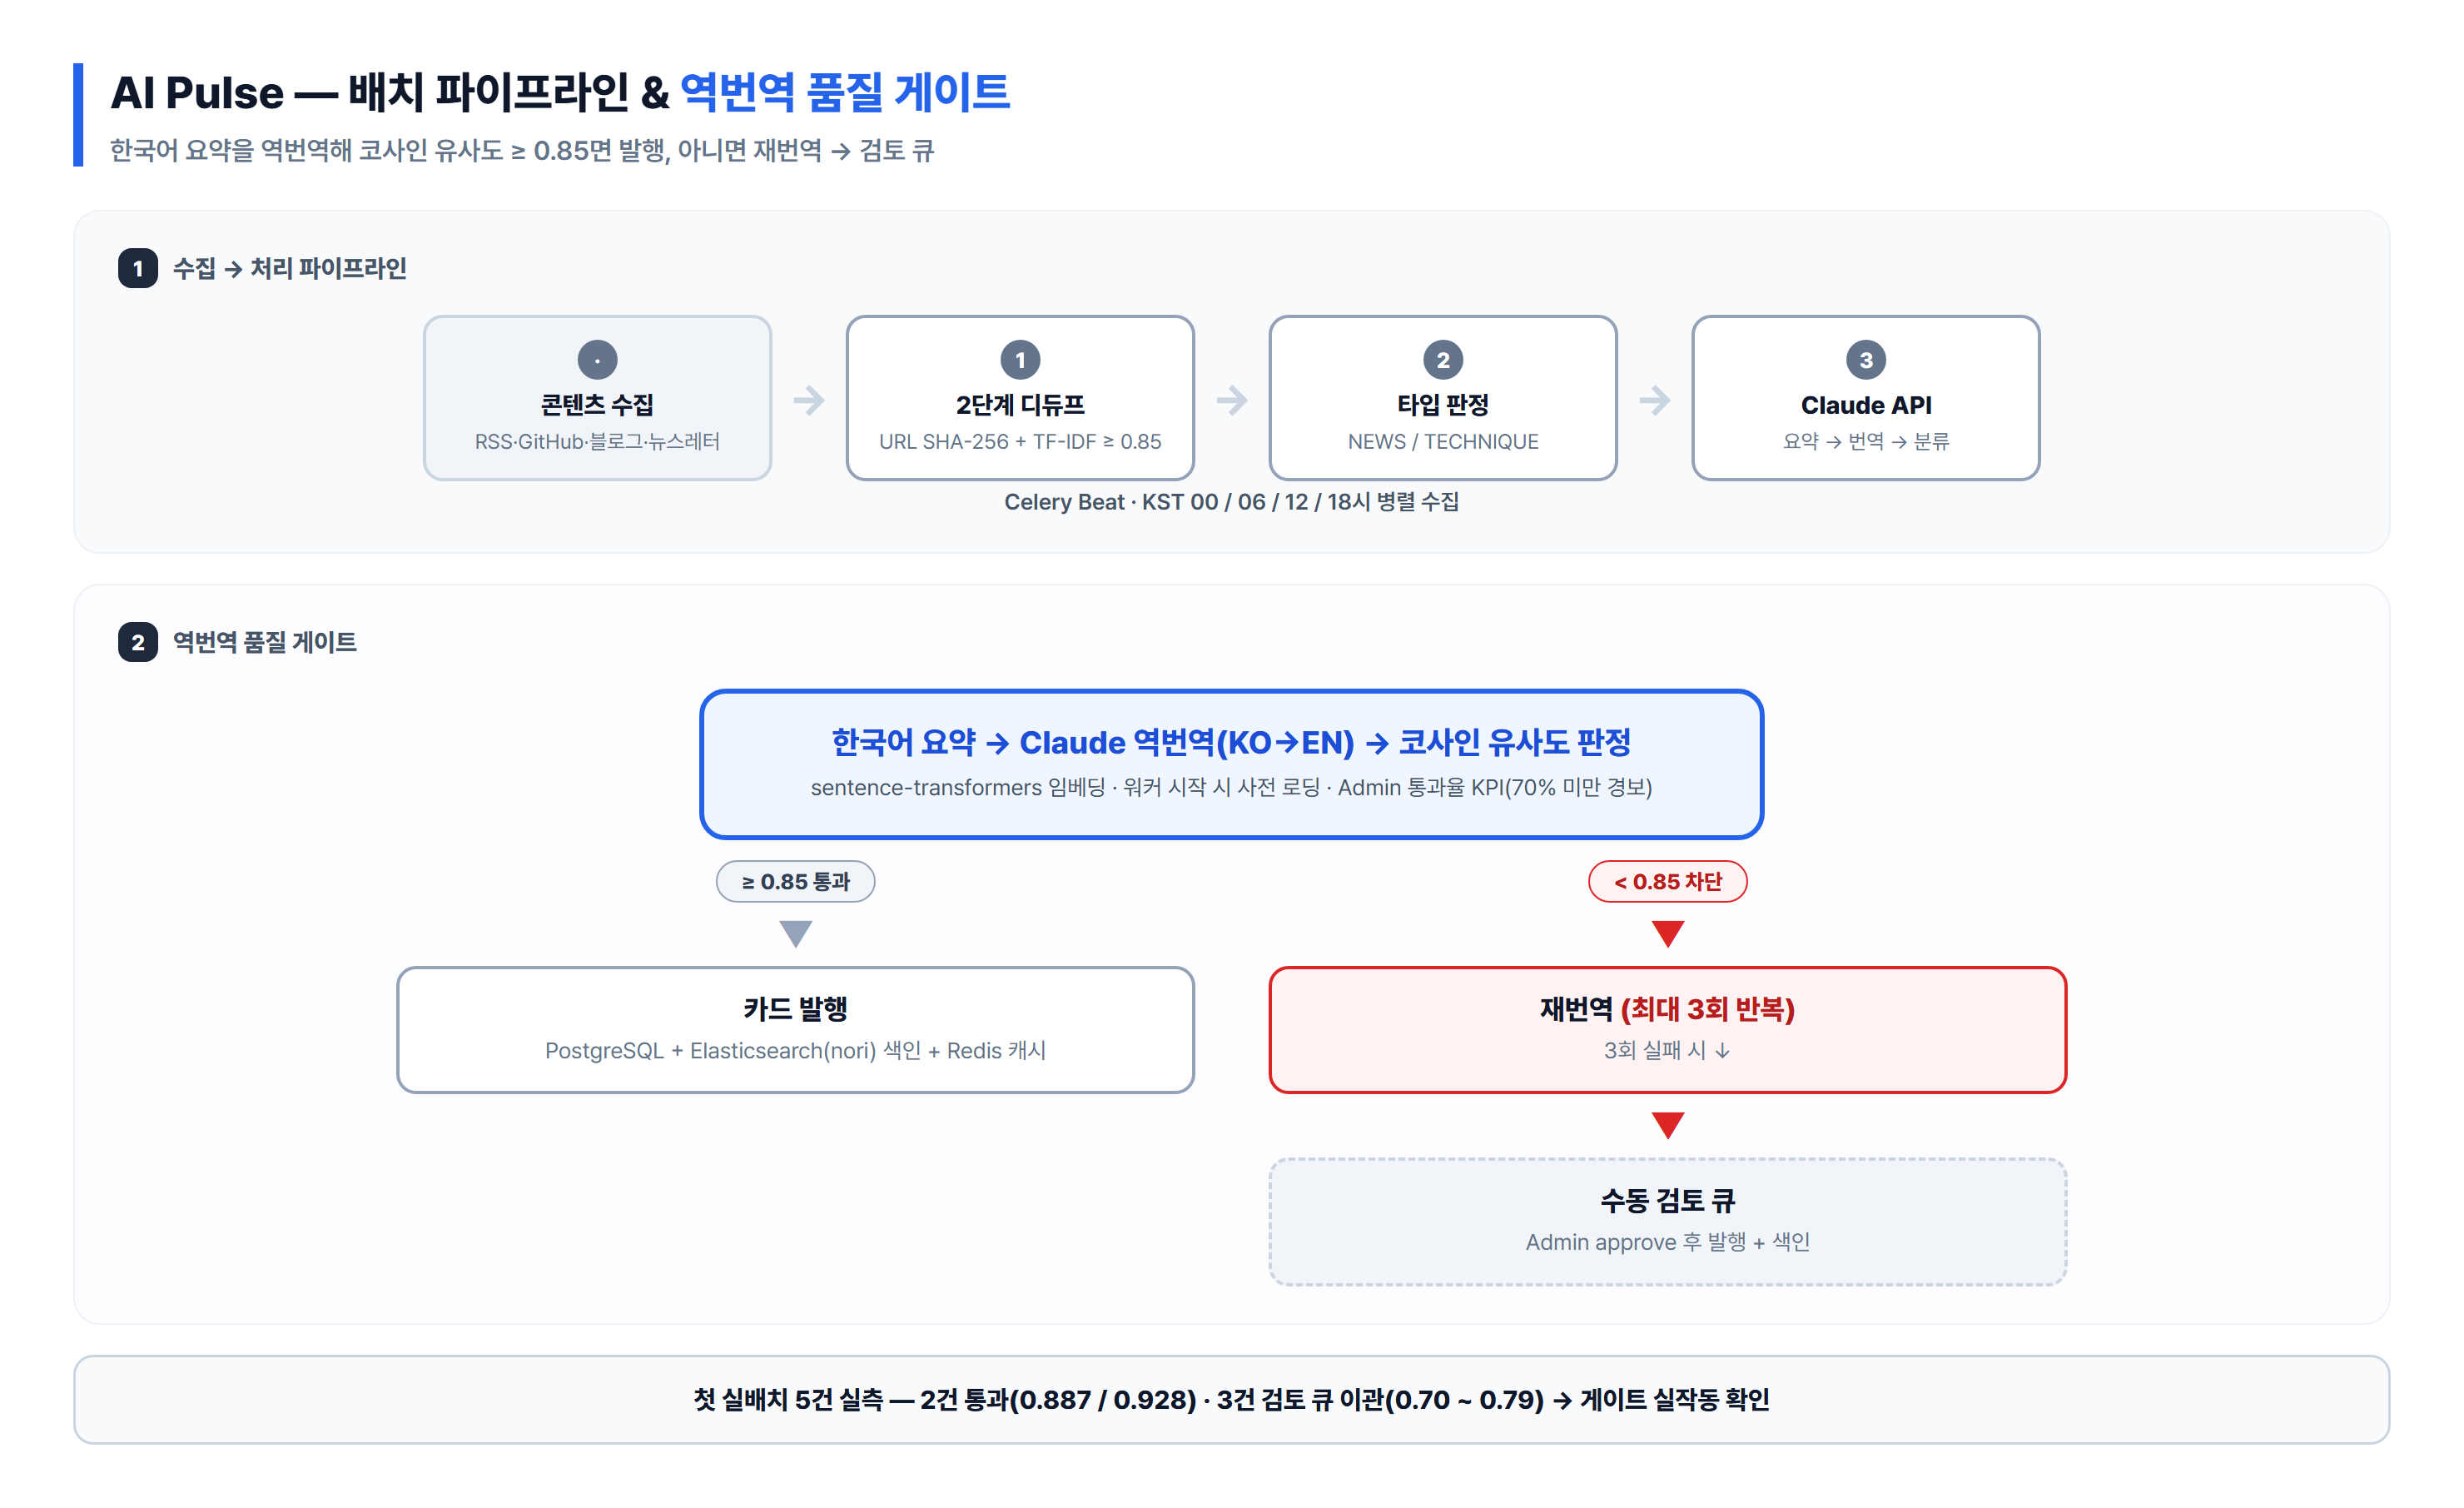 AI Pulse — 배치 파이프라인 & 역번역 품질 게이트
한국어 요약을 역번역해 코사인 유사도 ≥ 0.85면 발행, 아니면 재번역 → 검토 큐
1 수집 → 처리 파이프라인
·
콘텐츠 수집
RSS·GitHub·블로그·뉴스레터
→
1
2단계 디듀프
URL SHA-256 + TF-IDF ≥ 0.85
→
2
타입 판정
NEWS / TECHNIQUE
→
3
Claude API
요약 → 번역 → 분류
Celery Beat · KST 00 / 06 / 12 / 18시 병렬 수집
2 역번역 품질 게이트
한국어 요약 → Claude 역번역(KO→EN) → 코사인 유사도 판정
sentence-transformers 임베딩 · 워커 시작 시 사전 로딩 · Admin 통과율 KPI(70% 미만 경보)
≥ 0.85 통과
▼
카드 발행
PostgreSQL + Elasticsearch(nori) 색인 + Redis 캐시
< 0.85 차단
▼
재번역 (최대 3회 반복)
3회 실패 시 ↓
▼
수동 검토 큐
Admin approve 후 발행 + 색인
첫 실배치 5건 실측 — 2건 통과(0.887 / 0.928) · 3건 검토 큐 이관(0.70 ~ 0.79) → 게이트 실작동 확인